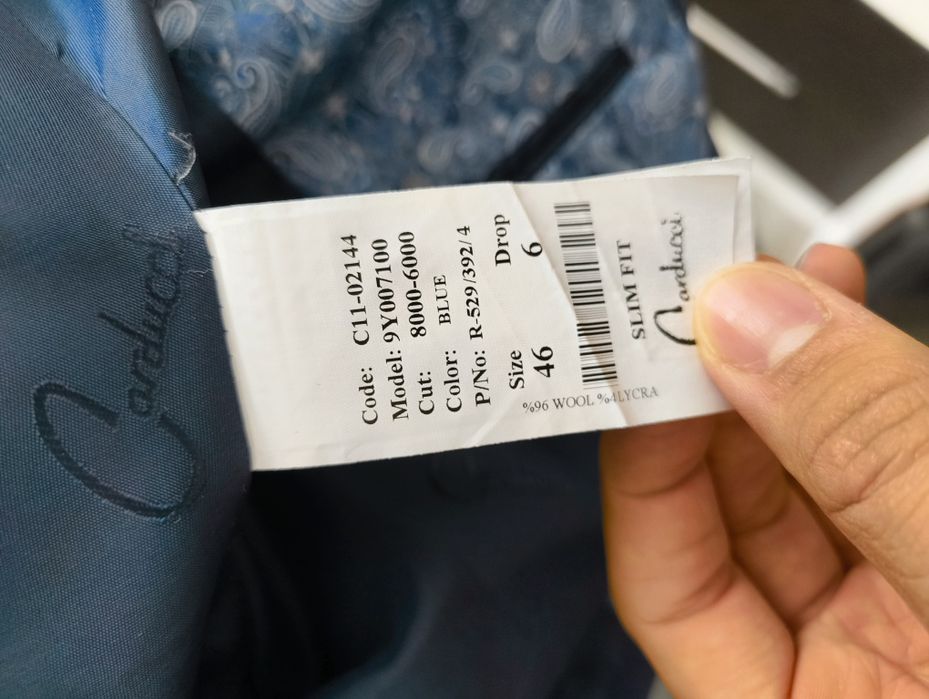 Carducci
Code: C11-02144
Model: 9Y007100
Cut: 8000-6000
Color: BLUE
P/No: R-529/392/4
Size Drop
46 6
%96 WOOL %4LYCRA
SLIM FIT
Carducci